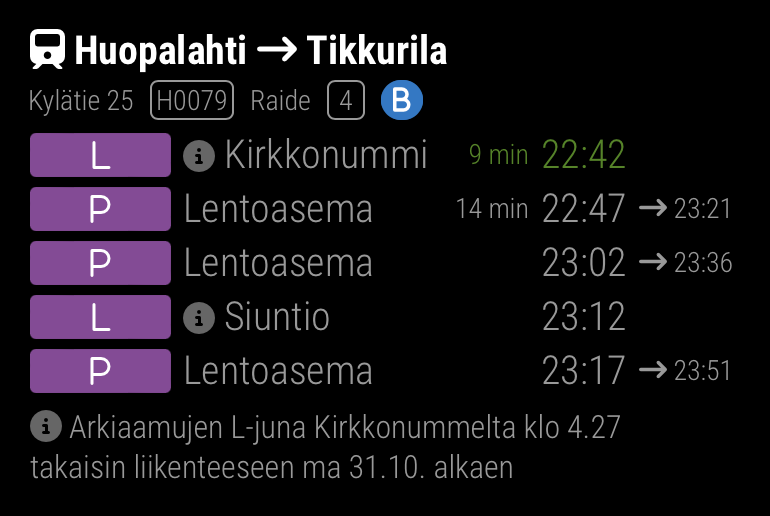 Huopalahti → Tikkurila
Kylätie 25 H0079 Raide 4 B
L Kirkkonummi 9 min 22:42
P Lentoasema 14 min 22:47 → 23:21
P Lentoasema 23:02 → 23:36
L Siuntio 23:12
P Lentoasema 23:17 → 23:51
Arkiaamujen L-juna Kirkkonummelta klo 4.27
takaisin liikenteeseen ma 31.10. alkaen